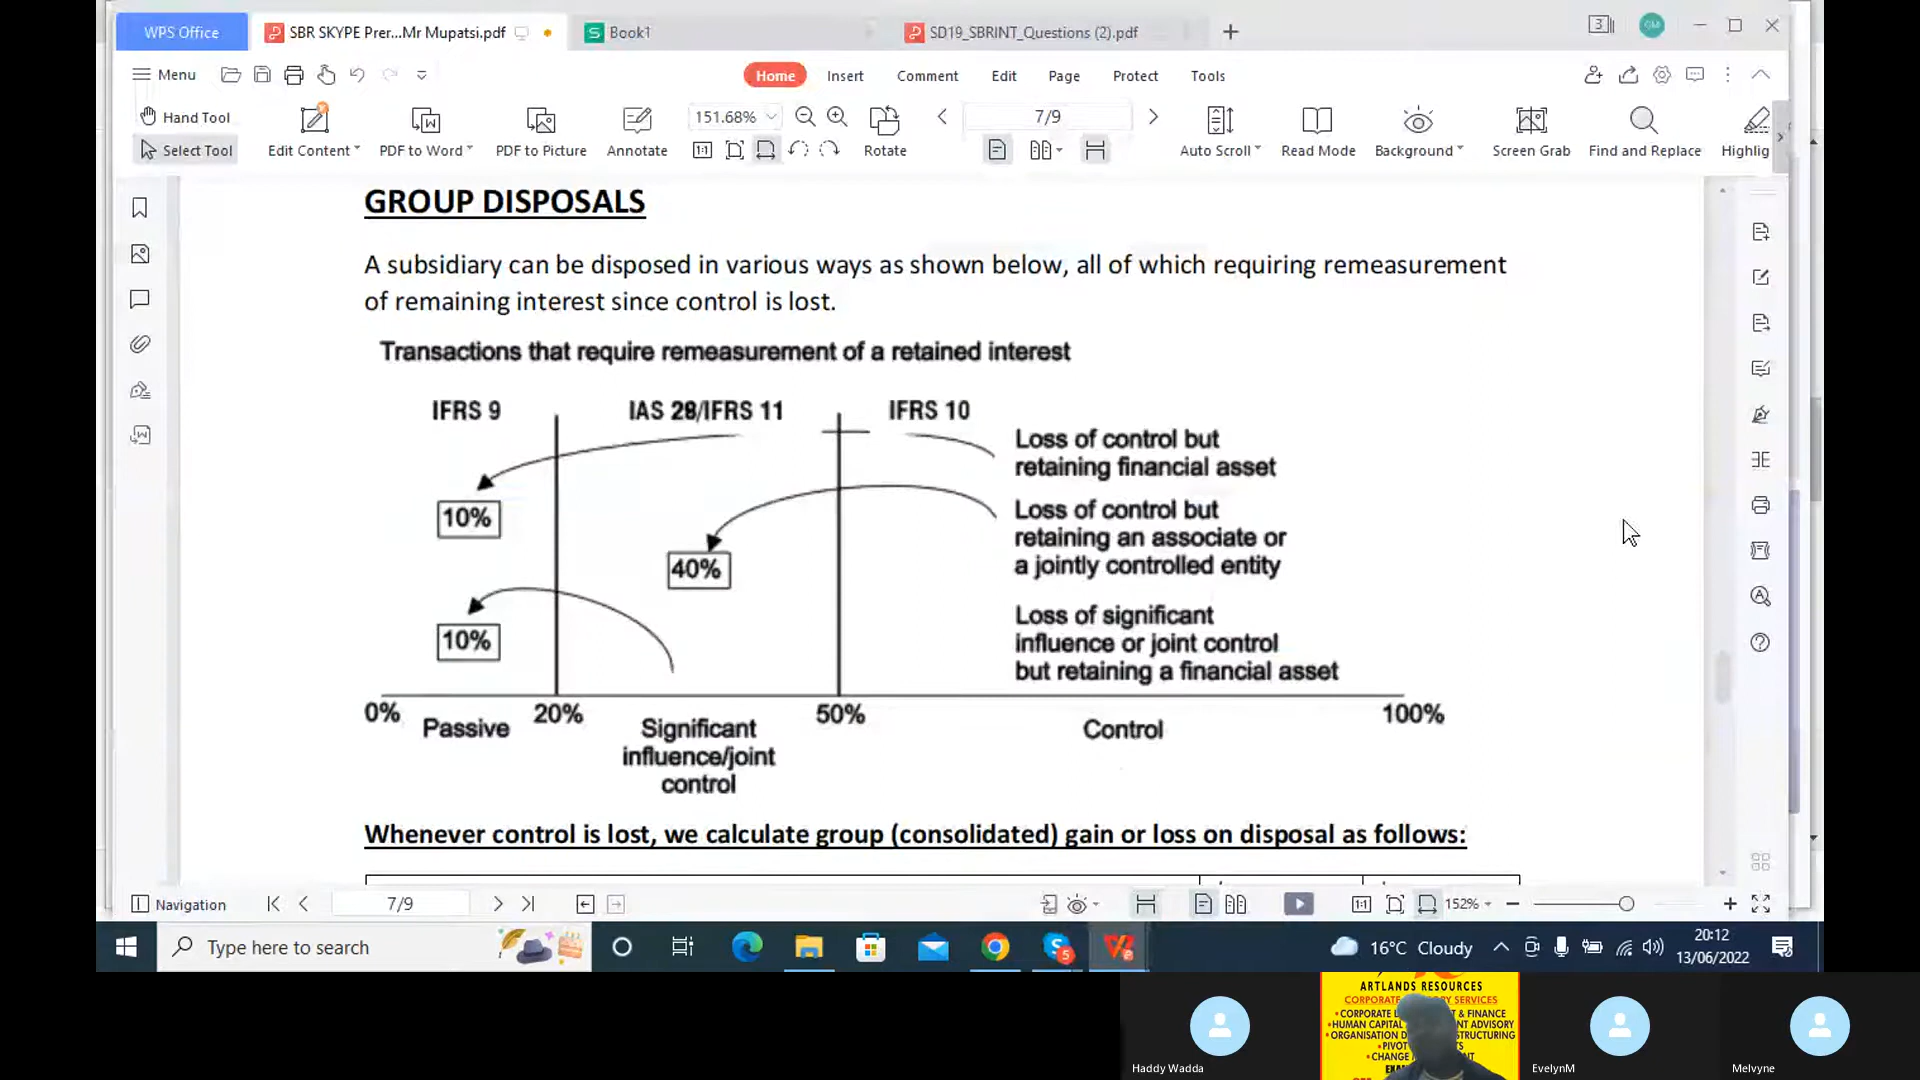 WPS Office
SBR SKYPE Prer...Mr Mupatsi.pdf
Book1
SD19_SBRINT_Questions (2).pdf
3
GM
Menu
Home
Insert
Comment
Edit
Page
Protect
Tools
Hand Tool
Select Tool
Edit Content
PDF to Word
PDF to Picture
Annotate
151.68%
Rotate
7/9
Auto Scroll
Read Mode
Background
Screen Grab
Find and Replace
Highlig
GROUP DISPOSALS
A subsidiary can be disposed in various ways as shown below, all of which requiring remeasurement
of remaining interest since control is lost.
Transactions that require remeasurement of a retained interest
IFRS 9
IAS 28/IFRS 11
IFRS 10
Loss of control but
retaining financial asset
10%
Loss of control but
retaining an associate or
a jointly controlled entity
40%
Loss of significant
influence or joint control
but retaining a financial asset
10%
0%
Passive
20%
Significant
influence/joint
control
50%
Control
100%
Whenever control is lost, we calculate group (consolidated) gain or loss on disposal as follows:
Navigation
7/9
152%
Type here to search
5
16°C Cloudy
20:12
13/06/2022
ARTLANDS RESOURCES
Haddy Wadda
EvelynM
Melvyne